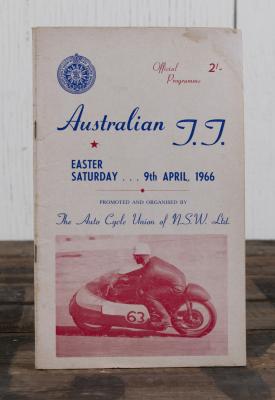 Official
Programme
2/-
Australian T.T.
EASTER
SATURDAY . . . 9th APRIL, 1966
PROMOTED AND ORGANISED BY
The Auto Cycle Union of N.S.W. Ltd.
63